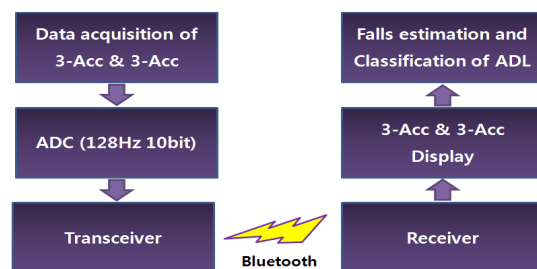 Data acquisition of
3-Acc & 3-Acc
ADC (128Hz 10bit)
Transceiver
Bluetooth
Receiver
3-Acc & 3-Acc
Display
Falls estimation and
Classification of ADL